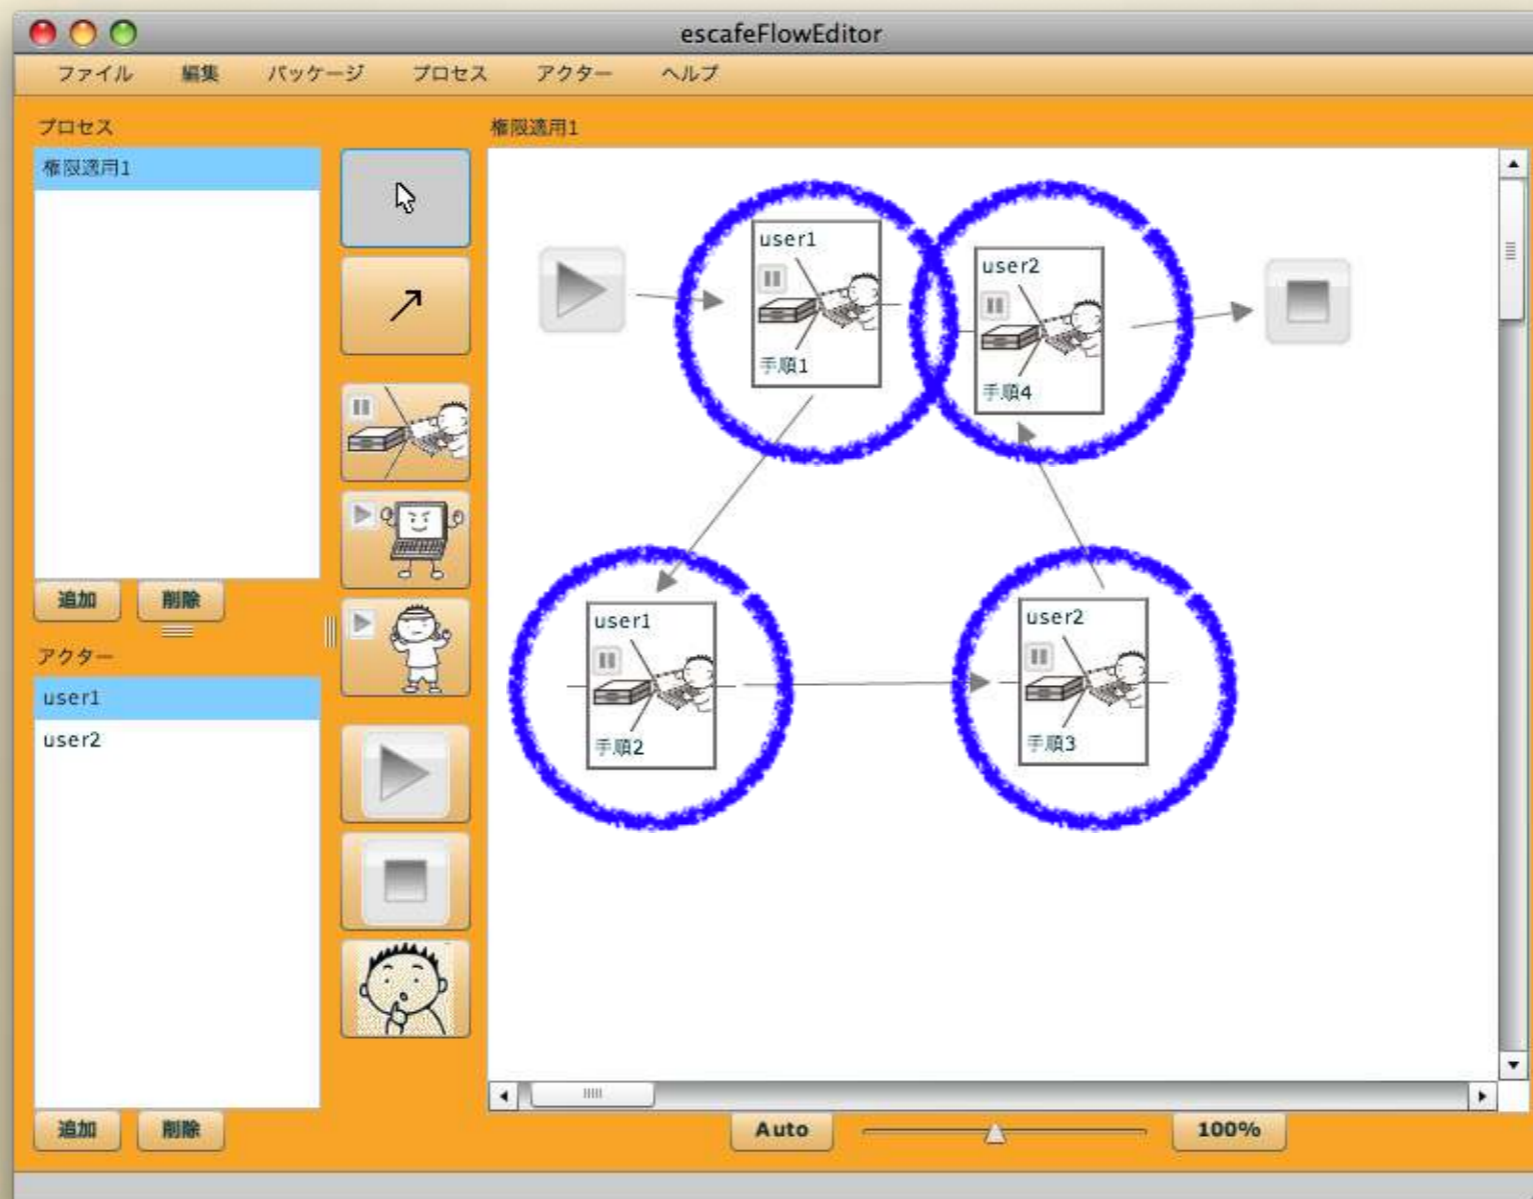 escafeFlowEditor
ファイル 編集 パッケージ プロセス アクター ヘルプ
プロセス
権限適用1
追加 削除
アクター
user1
user2
追加 削除
権限適用1
user1
手順1
user2
手順4
user1
手順2
user2
手順3
Auto 100%